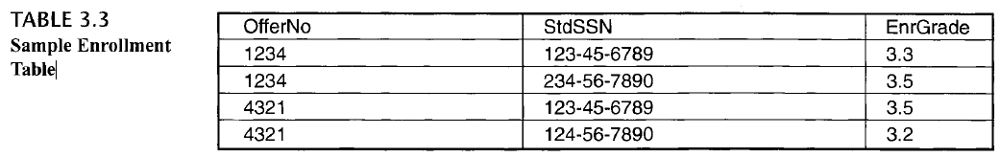 TABLE 3.3
Sample Enrollment
Table
OfferNo StdSSN EnrGrade
1234 123-45-6789 3.3
1234 234-56-7890 3.5
4321 123-45-6789 3.5
4321 124-56-7890 3.2